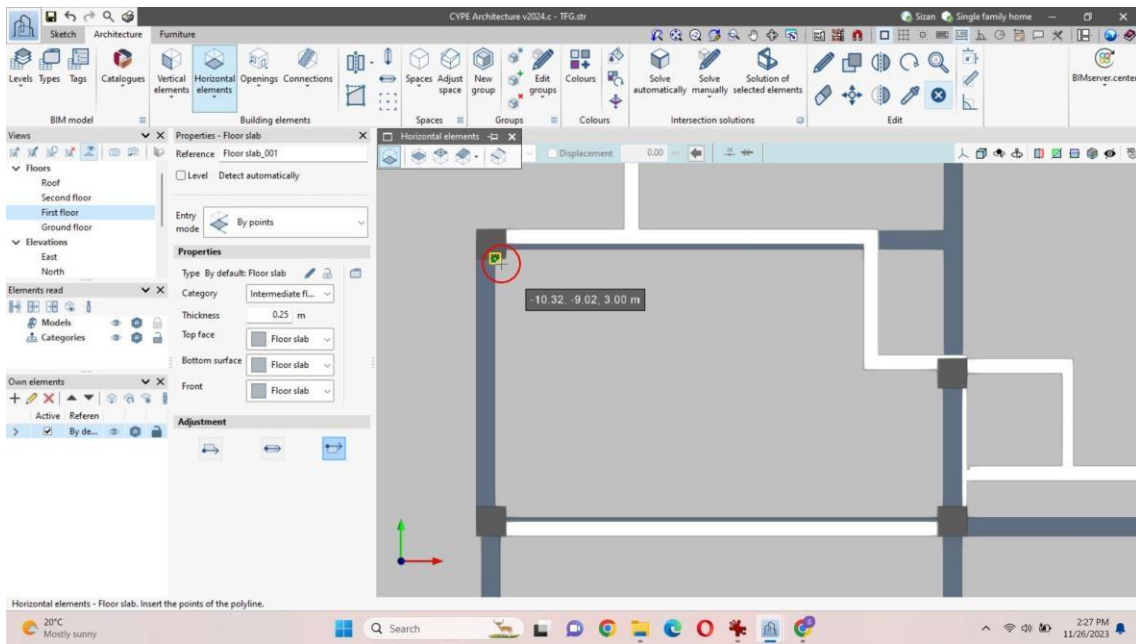 CYPE Architecture v2024.c - TFG.str
Sizan
Single family home
Sketch
Architecture
Furniture
Levels
Types
Tags
Catalogues
Vertical elements
Horizontal elements
Openings
Connections
Spaces
Adjust space
New group
Edit groups
Colours
Solve automatically
Solve manually
Solution of selected elements
BIMserver.center
BIM model
Building elements
Spaces
Groups
Colours
Intersection solutions
Edit
Views
Floors
Roof
Second floor
First floor
Ground floor
Elevations
East
North
Elements read
Models
Categories
Own elements
Active
Referen
By de...
Properties - Floor slab
Reference
Floor slab_001
Level
Detect automatically
Entry mode
By points
Properties
Type By default: Floor slab
Category
Intermediate fl...
Thickness
0.25 m
Top face
Floor slab
Bottom surface
Floor slab
Front
Floor slab
Adjustment
Horizontal elements
Displacement
0.00 m
-10.32, -9.02, 3.00 m
Horizontal elements - Floor slab. Insert the points of the polyline.
20°C
Mostly sunny
Search
2:27 PM
11/26/2023